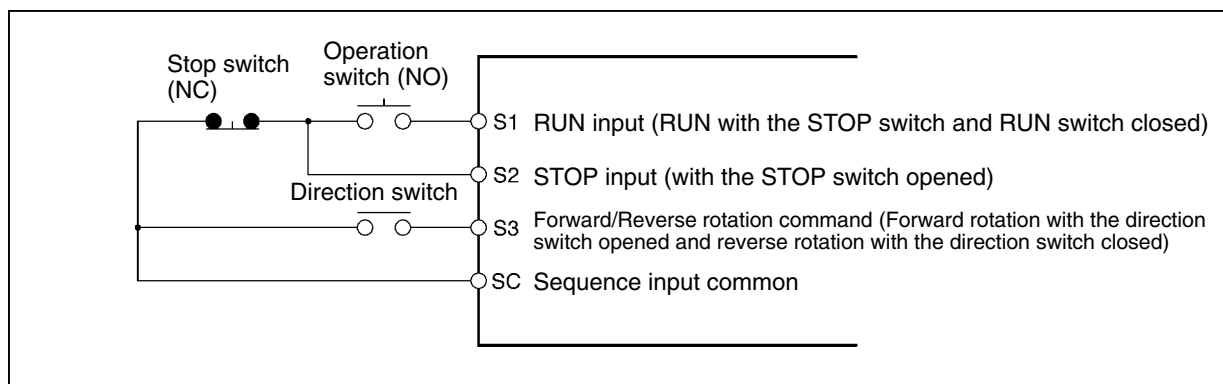 Stop switch
(NC)
Operation
switch (NO)
S1 RUN input (RUN with the STOP switch and RUN switch closed)
S2 STOP input (with the STOP switch opened)
Direction switch
S3 Forward/Reverse rotation command (Forward rotation with the direction
switch opened and reverse rotation with the direction switch closed)
SC Sequence input common